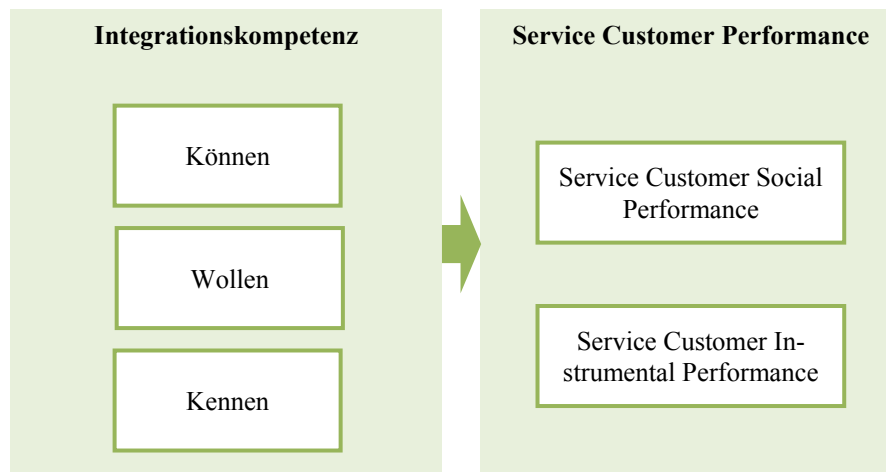 Integrationskompetenz
Können
Wollen
Kennen
Service Customer Performance
Service Customer Social
Performance
Service Customer In-
strumental Performance